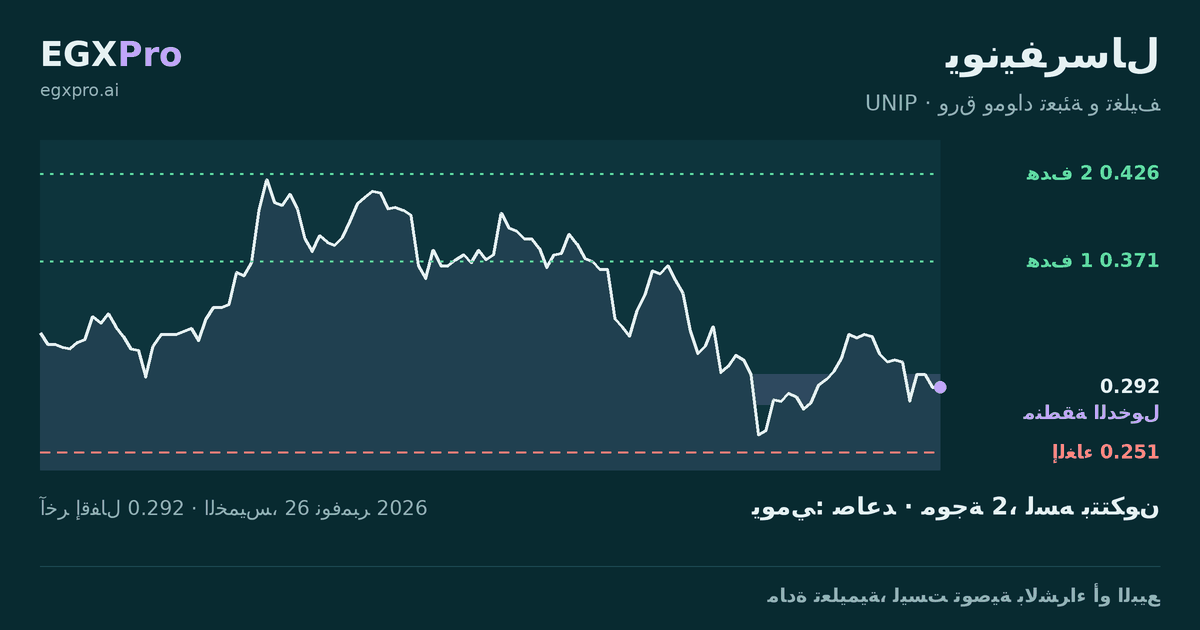 EGXPro
egxpro.ai
يونيفرسال
UNIP · ورق ومواد تعبئة و تغليف
هدف 2 0.426
هدف 1 0.371
0.292
منطقة الدخول
إلغاء 0.251
يومي: صاعد · موجة 2، لسه بتتكون
آخر إقفال 0.292 · الخميس، 26 نوفمبر 2026
مادة تعليمية، ليست توصية بالشراء أو البيع